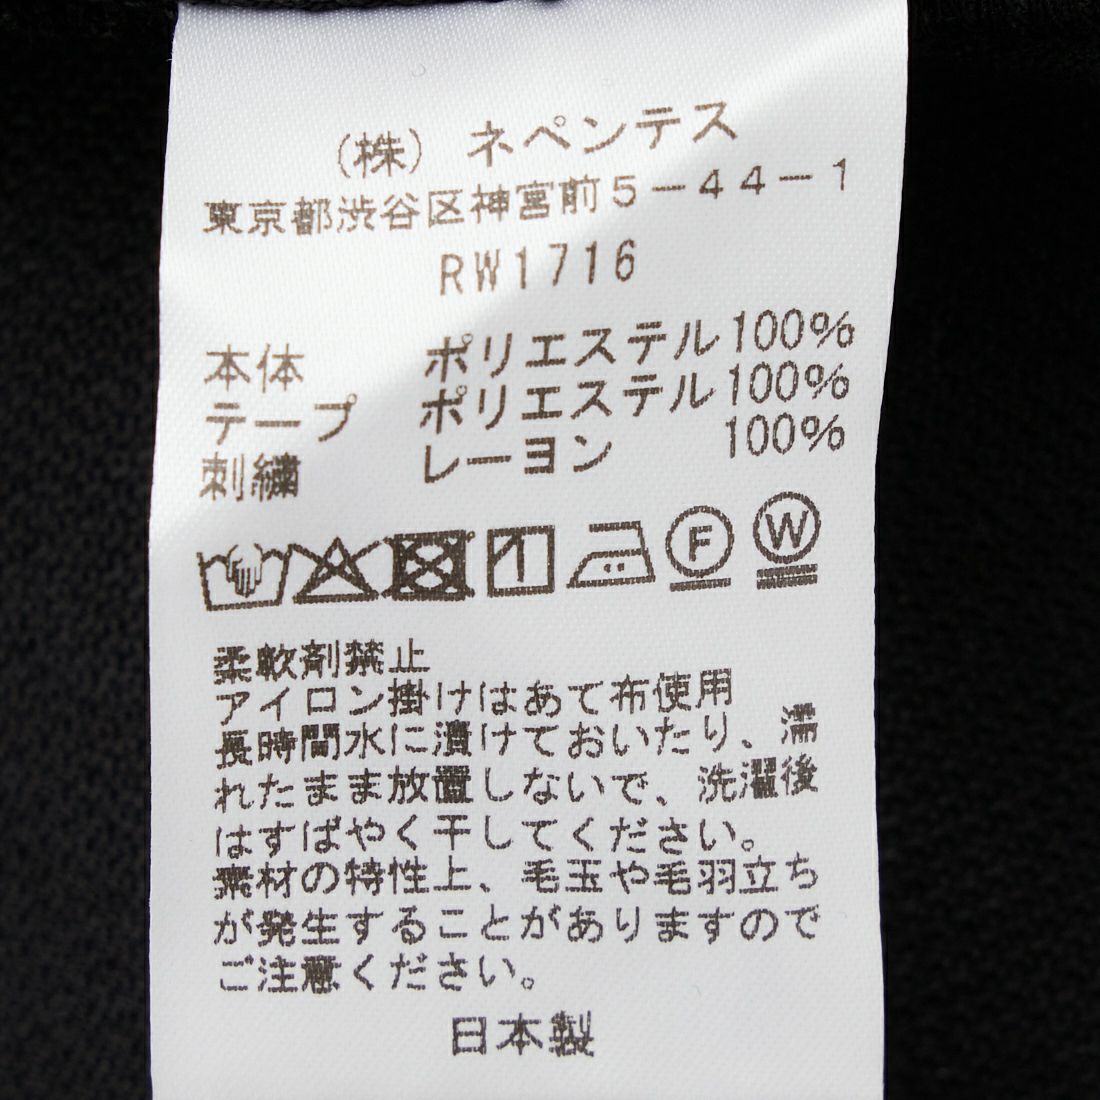 (株) ネペンテス
東京都渋谷区神宮前5-44-1
RW1716
本体 ポリエステル100%
テープ ポリエステル100%
刺繍 レーヨン 100%
F W
柔軟剤禁止
アイロン掛けはあて布使用
長時間水に漬けておいたり、濡
れたまま放置しないで、洗濯後
はすばやく干してください。
素材の特性上、毛玉や毛羽立ち
が発生することがありますので
ご注意ください。
日本製